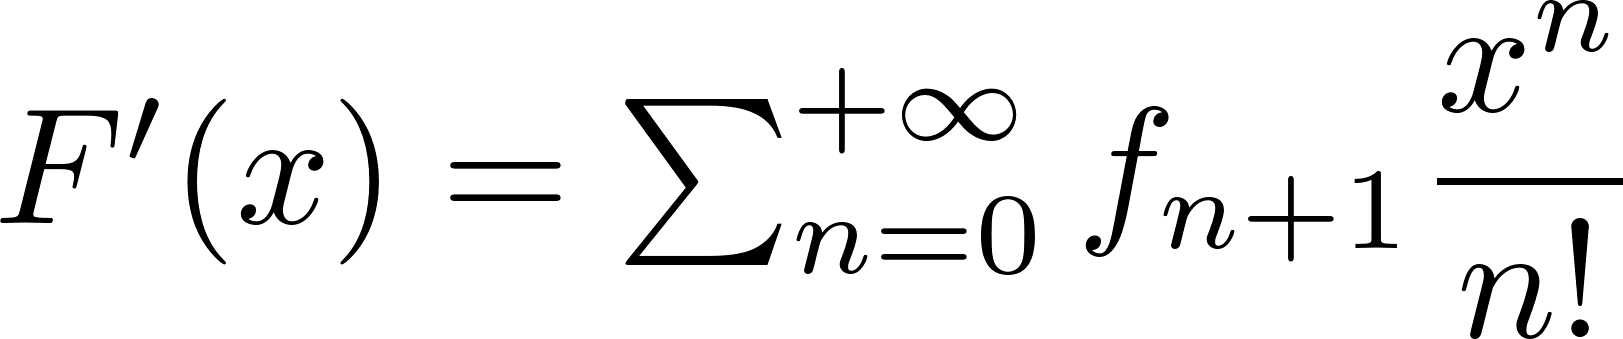 $F'(x) = \sum_{n=0}^{+\infty} f_{n+1} \frac{x^n}{n!}$